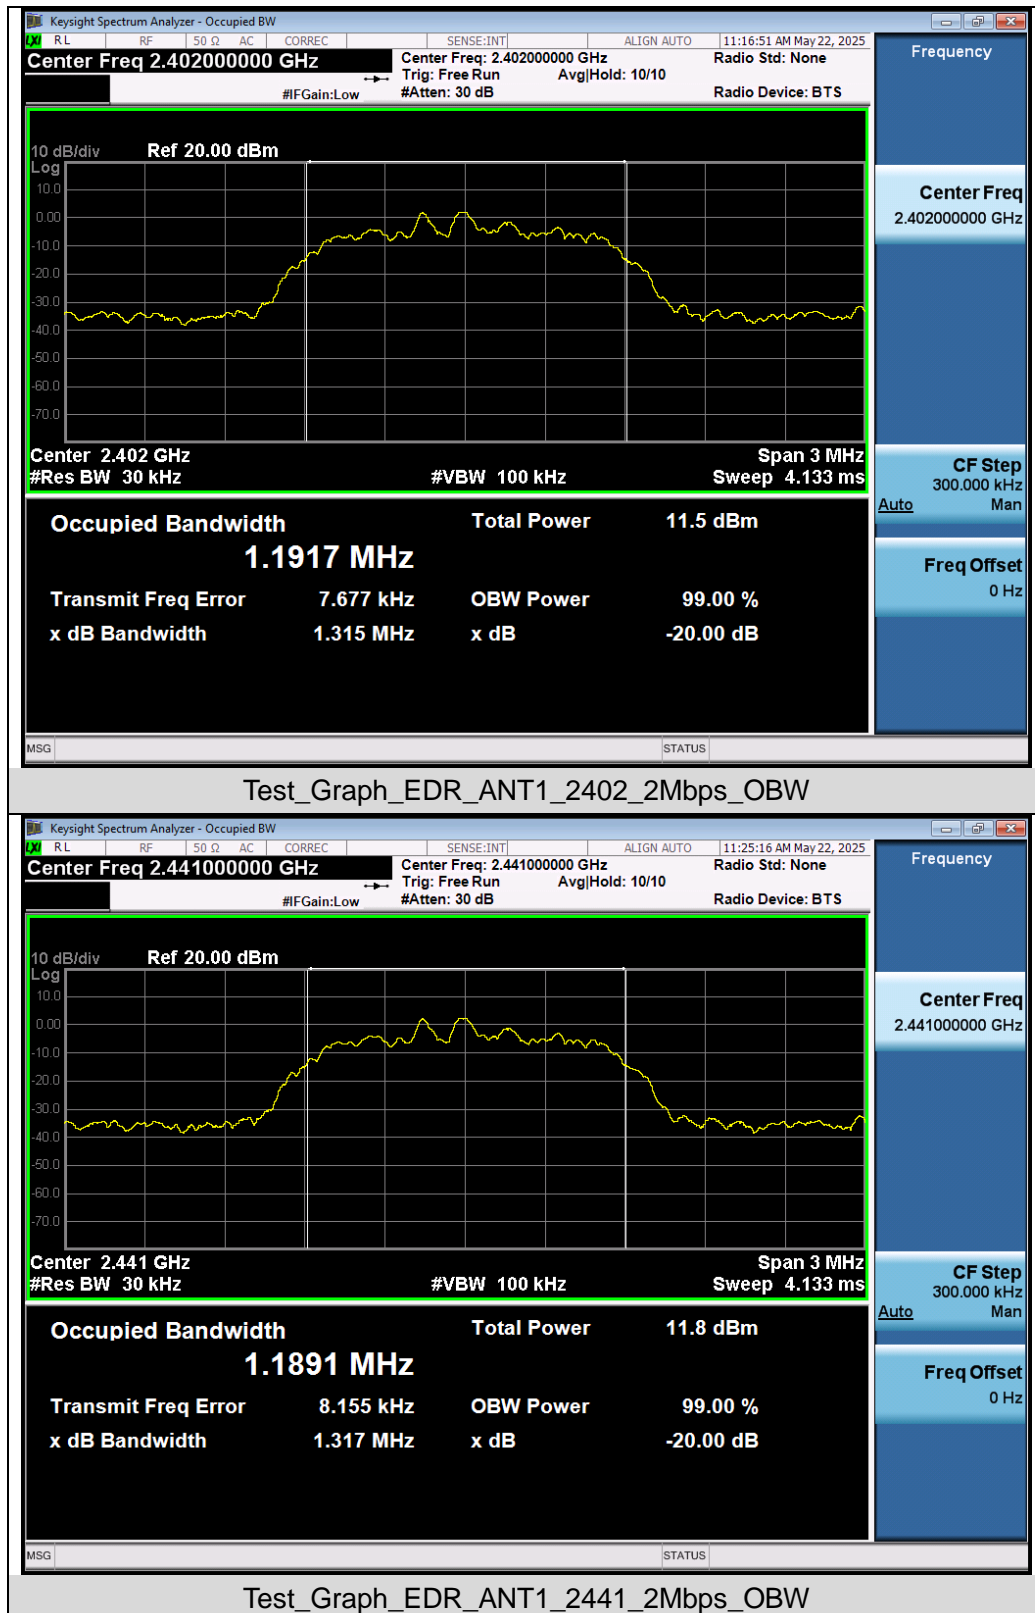 Keysight Spectrum Analyzer - Occupied BW
LXI RL RF 50 Ω AC CORREC SENSE:INT ALIGN AUTO 11:16:51 AM May 22, 2025
Center Freq 2.402000000 GHz
Center Freq: 2.402000000 GHz
Radio Std: None
Trig: Free Run Avg|Hold: 10/10
#IFGain:Low
#Atten: 30 dB
Radio Device: BTS
Frequency
10 dB/div Ref 20.00 dBm
Log
10.0
0.00
-10.0
-20.0
-30.0
-40.0
-50.0
-60.0
-70.0
Center 2.402 GHz Span 3 MHz
#Res BW 30 kHz #VBW 100 kHz Sweep 4.133 ms
Center Freq
2.402000000 GHz
CF Step
300.000 kHz
Auto Man
Freq Offset
0 Hz
Occupied Bandwidth Total Power 11.5 dBm
1.1917 MHz
Transmit Freq Error 7.677 kHz OBW Power 99.00 %
x dB Bandwidth 1.315 MHz x dB -20.00 dB
MSG STATUS
Test_Graph_EDR_ANT1_2402_2Mbps_OBW
Keysight Spectrum Analyzer - Occupied BW
LXI RL RF 50 Ω AC CORREC SENSE:INT ALIGN AUTO 11:25:16 AM May 22, 2025
Center Freq 2.441000000 GHz
Center Freq: 2.441000000 GHz
Radio Std: None
Trig: Free Run Avg|Hold: 10/10
#IFGain:Low
#Atten: 30 dB
Radio Device: BTS
Frequency
10 dB/div Ref 20.00 dBm
Log
10.0
0.00
-10.0
-20.0
-30.0
-40.0
-50.0
-60.0
-70.0
Center 2.441 GHz Span 3 MHz
#Res BW 30 kHz #VBW 100 kHz Sweep 4.133 ms
Center Freq
2.441000000 GHz
CF Step
300.000 kHz
Auto Man
Freq Offset
0 Hz
Occupied Bandwidth Total Power 11.8 dBm
1.1891 MHz
Transmit Freq Error 8.155 kHz OBW Power 99.00 %
x dB Bandwidth 1.317 MHz x dB -20.00 dB
MSG STATUS
Test_Graph_EDR_ANT1_2441_2Mbps_OBW